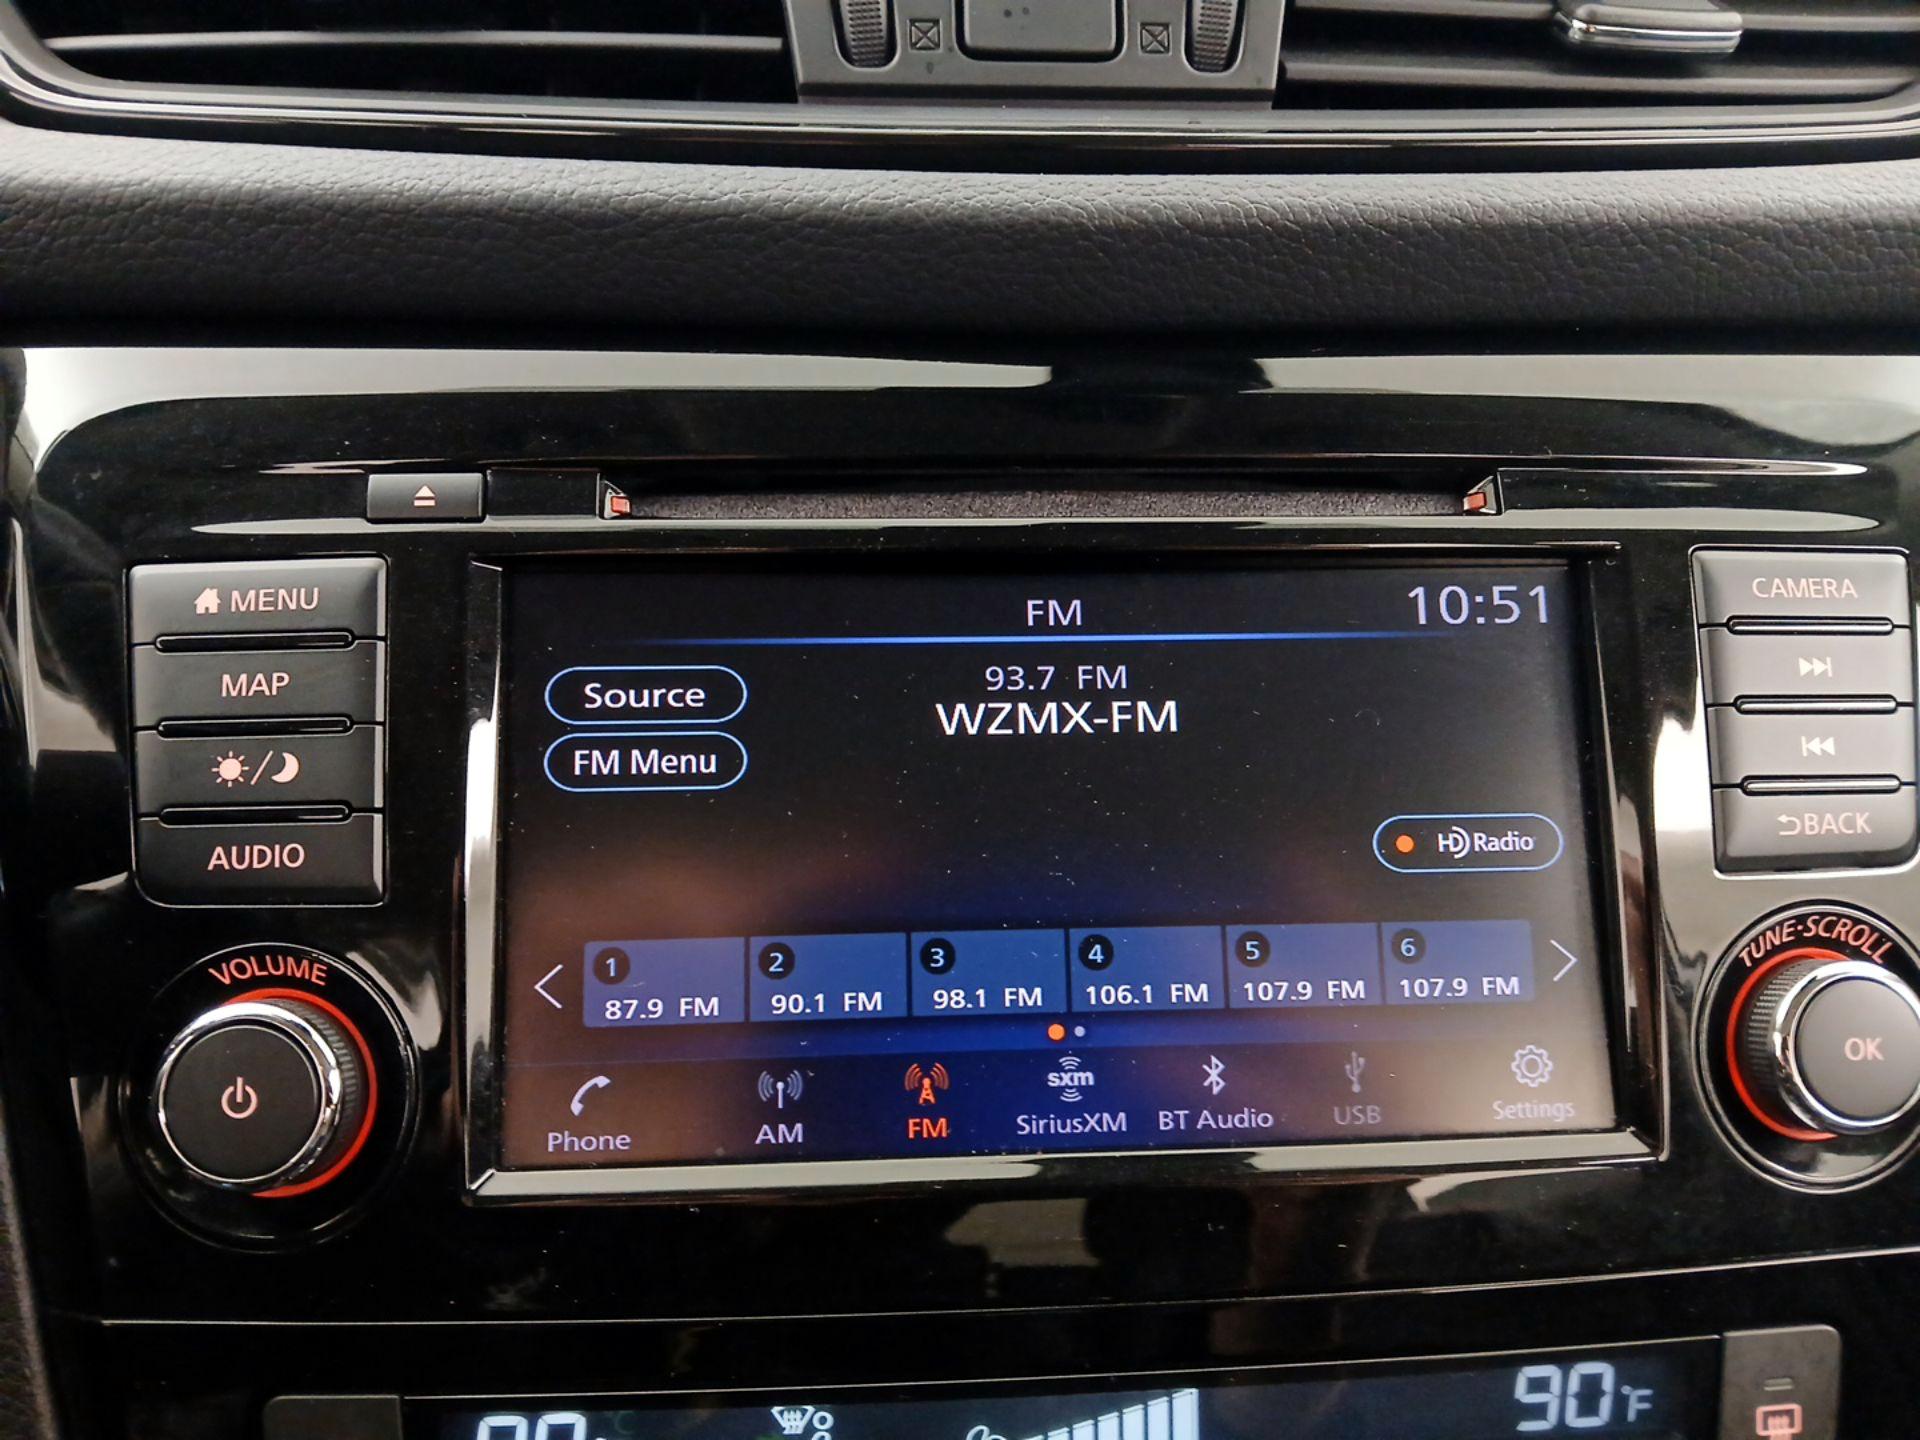 MENU
MAP
AUDIO
VOLUME
FM
10:51
Source
93.7 FM
WZMX-FM
FM Menu
HD Radio
1
87.9 FM
2
90.1 FM
3
98.1 FM
4
106.1 FM
5
107.9 FM
6
107.9 FM
Phone
AM
FM
sxm
SiriusXM
BT Audio
USB
Settings
CAMERA
BACK
TUNE·SCROLL
OK
90°F